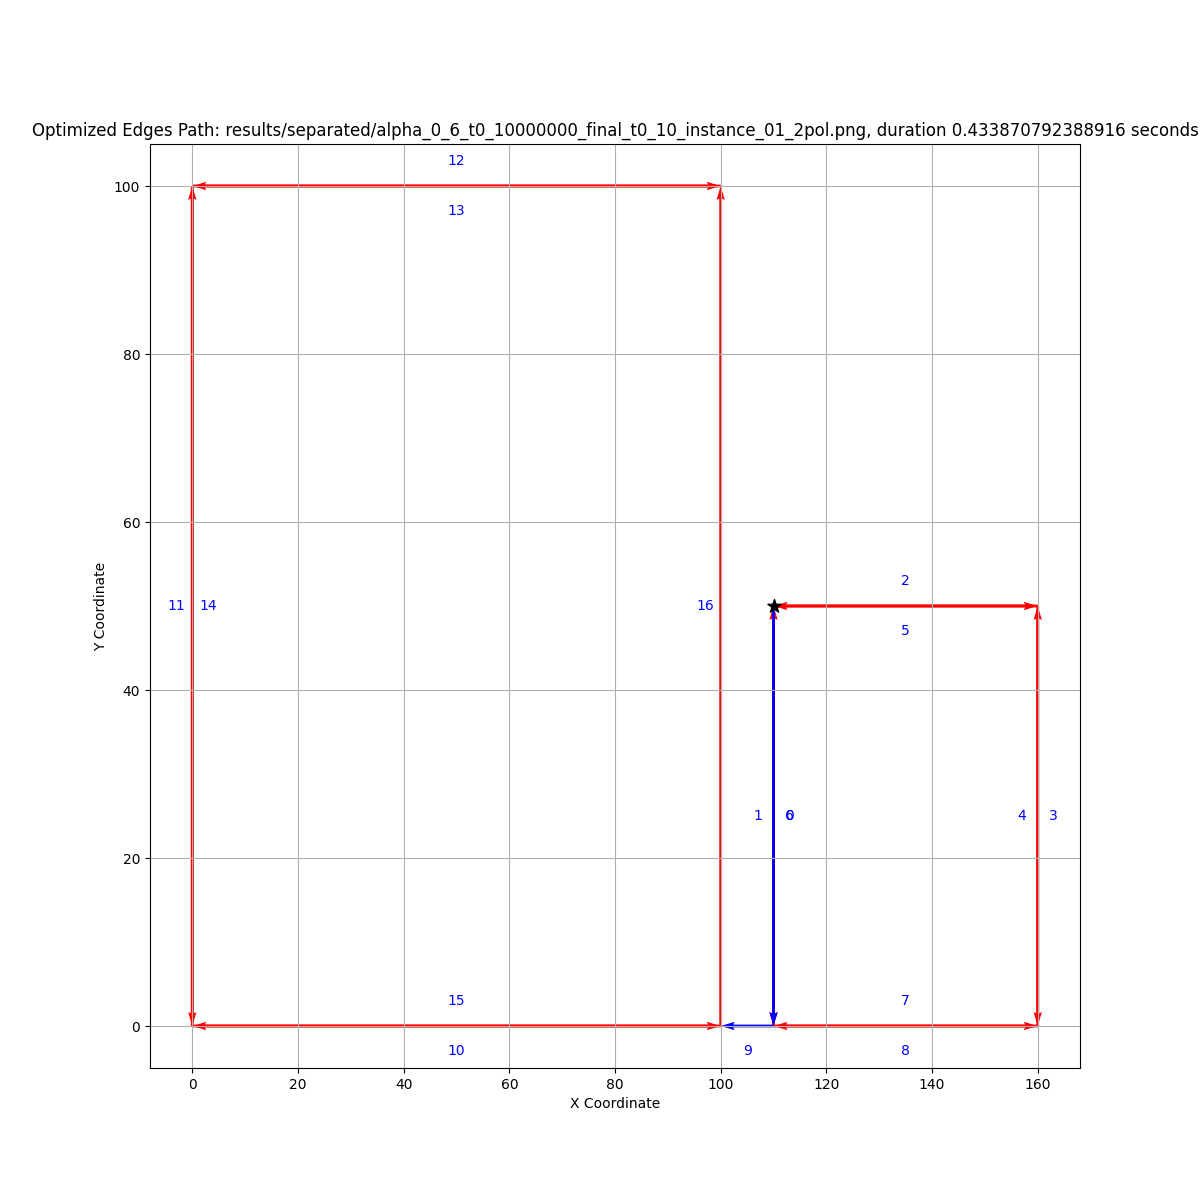 Optimized Edges Path: results/separated/alpha_0_6_t0_10000000_final_t0_10_instance_01_2pol.png, duration 0.433870792388916 seconds
12
100
13
80
60
2
11 14 16
5
Y Coordinate
40
1 6 0 4 3
20
15 7
0
10 9 8
0 20 40 60 80 100 120 140 160
X Coordinate